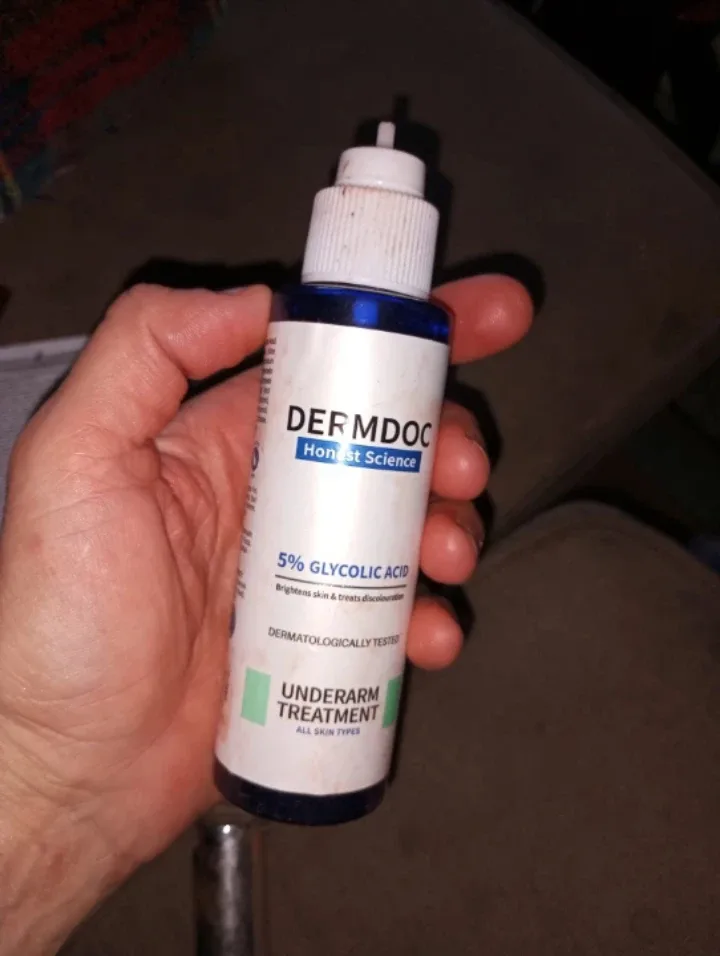 DERMDOC
Honest Science
5% GLYCOLIC ACID
Brightens skin & treats discolouration
DERMATOLOGICALLY TESTED
UNDERARM
TREATMENT
ALL SKIN TYPES